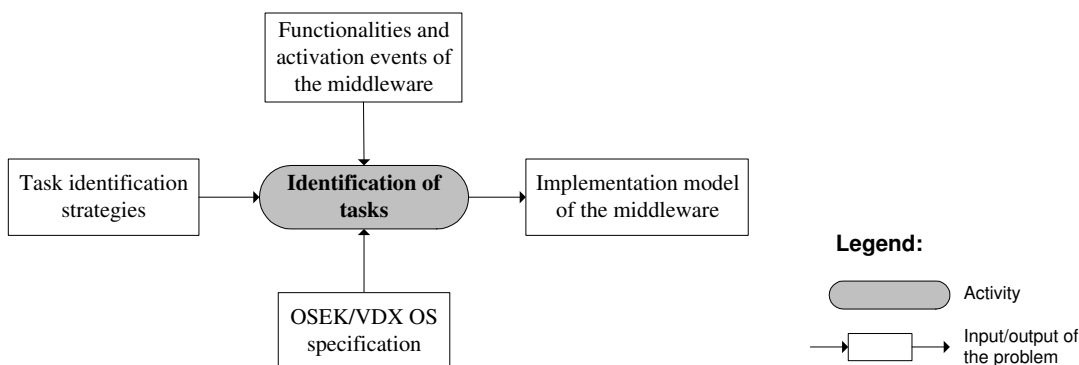 Functionalities and
activation events of
the middleware
Task identification
strategies
Identification of
tasks
Implementation model
of the middleware
OSEK/VDX OS
specification
Legend:
Activity
Input/output of
the problem